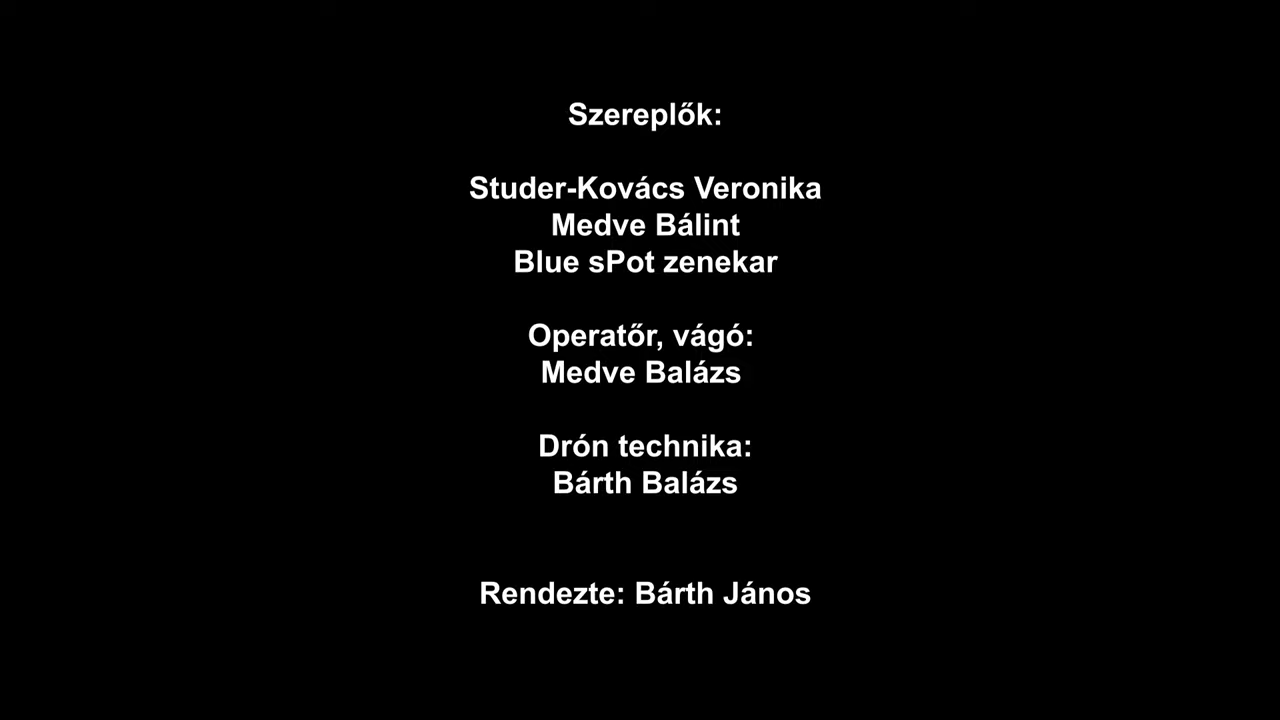 Szereplők:
Studer-Kovács Veronika
Medve Bálint
Blue sPot zenekar
Operatőr, vágó:
Medve Balázs
Drón technika:
Bárth Balázs
Rendezte: Bárth János